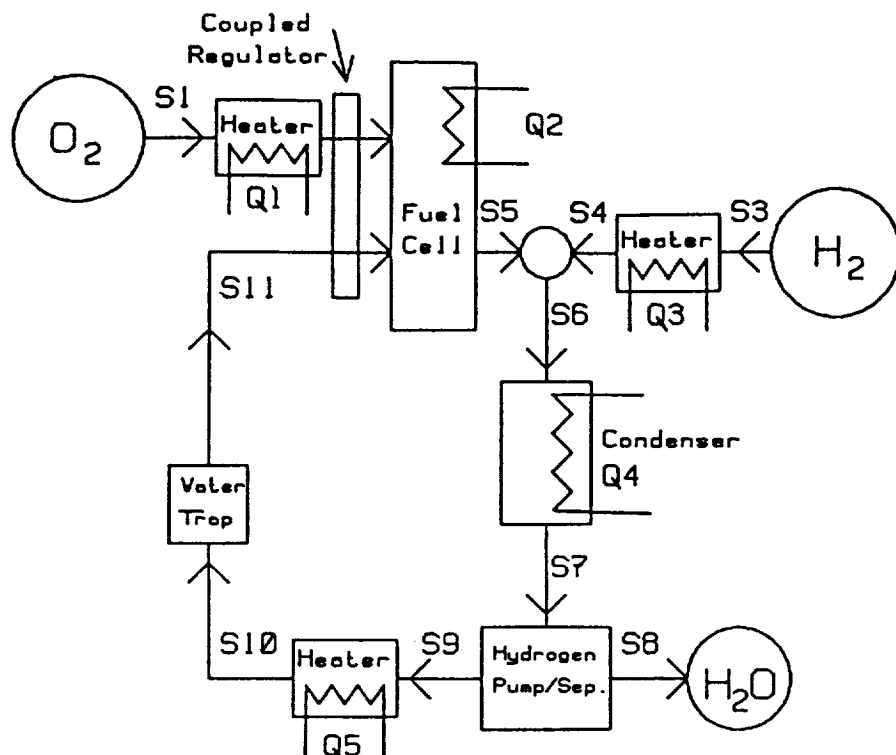 Coupled
Regulator
S1
O2
Heater
Q1
Q2
Fuel
Cell
S5
S4
S3
Heater
Q3
H2
S11
S6
Condenser
Q4
Water
Trap
S7
S10
Heater
Q5
S9
Hydrogen
Pump/Sep.
S8
H2O